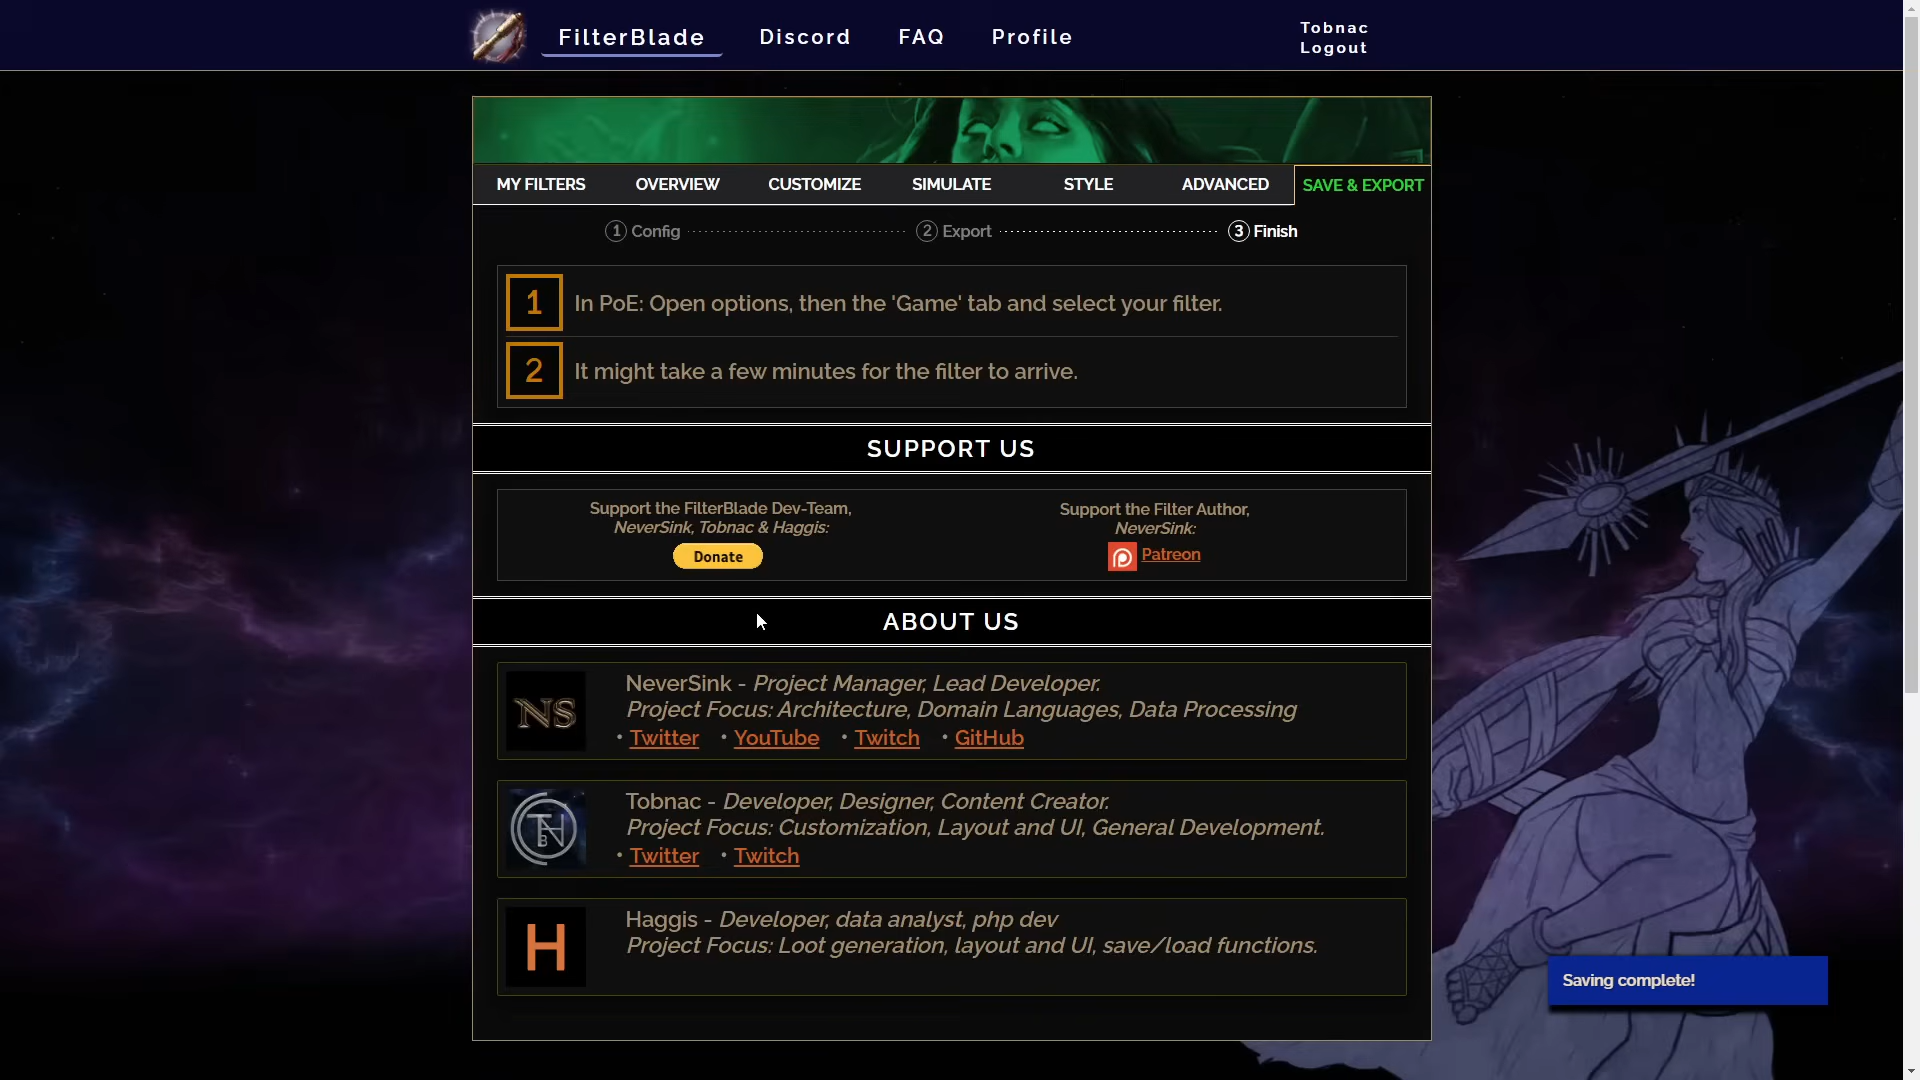 FilterBlade Discord FAQ Profile
Tobnac
Logout
MY FILTERS OVERVIEW CUSTOMIZE SIMULATE STYLE ADVANCED SAVE & EXPORT
1 Config 2 Export 3 Finish
1 In PoE: Open options, then the 'Game' tab and select your filter.
2 It might take a few minutes for the filter to arrive.
SUPPORT US
Support the FilterBlade Dev-Team,
NeverSink, Tobnac & Haggis:
Donate
Support the Filter Author,
NeverSink:
Patreon
ABOUT US
NS
NeverSink - Project Manager, Lead Developer.
Project Focus: Architecture, Domain Languages, Data Processing
• Twitter • YouTube • Twitch • GitHub
Tobnac - Developer, Designer, Content Creator.
Project Focus: Customization, Layout and UI, General Development.
• Twitter • Twitch
H
Haggis - Developer, data analyst, php dev
Project Focus: Loot generation, layout and UI, save/load functions.
Saving complete!